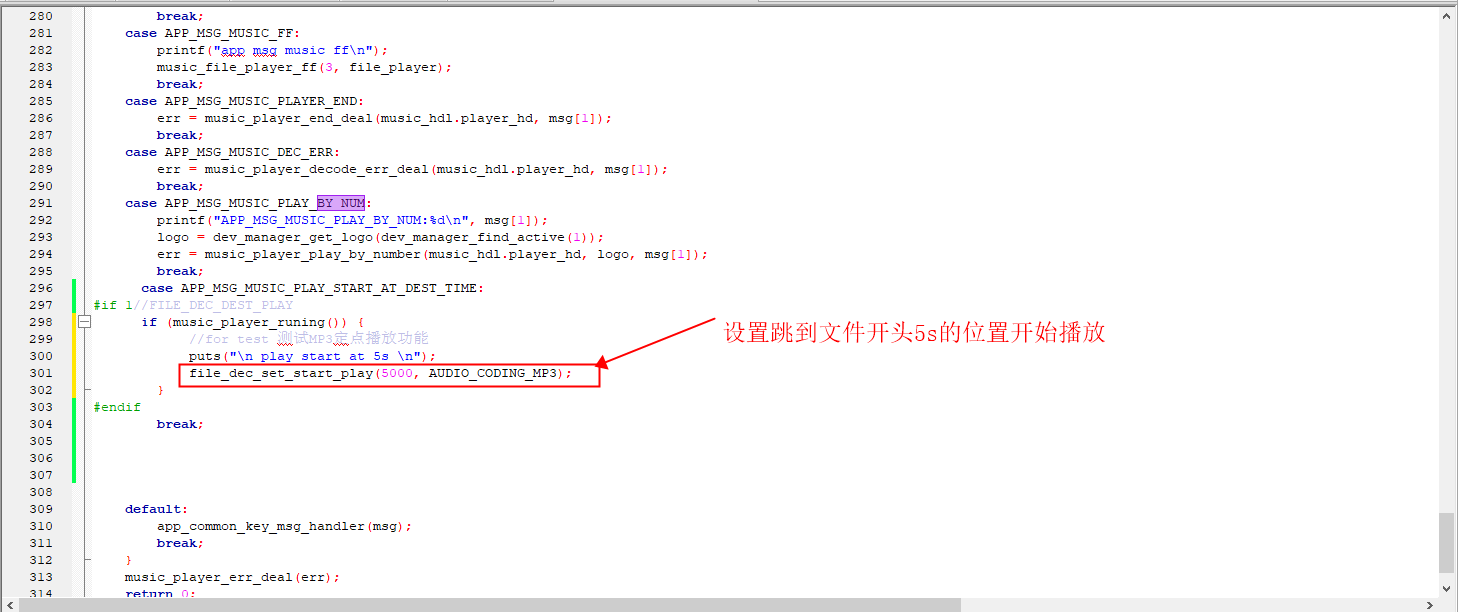 280 break;
281 case APP_MSG_MUSIC_FF:
282 printf("app msg music ff\n");
283 music_file_player_ff(3, file_player);
284 break;
285 case APP_MSG_MUSIC_PLAYER_END:
286 err = music_player_end_deal(music_hdl.player_hd, msg[1]);
287 break;
288 case APP_MSG_MUSIC_DEC_ERR:
289 err = music_player_decode_err_deal(music_hdl.player_hd, msg[1]);
290 break;
291 case APP_MSG_MUSIC_PLAY_BY_NUM:
292 printf("APP_MSG_MUSIC_PLAY_BY_NUM:%d\n", msg[1]);
293 logo = dev_manager_get_logo(dev_manager_find_active(1));
294 err = music_player_play_by_number(music_hdl.player_hd, logo, msg[1]);
295 break;
296 case APP_MSG_MUSIC_PLAY_START_AT_DEST_TIME:
297 #if 1//FILE_DEC_DEST_PLAY
298 if (music_player_runing()) {
299 //for test 测试MP3定点播放功能
设置跳到文件开头5s的位置开始播放
300 puts("\n play start at 5s \n");
301 file_dec_set_start_play(5000, AUDIO_CODING_MP3);
302 }
303 #endif
304 break;
305
306
307
308
309 default:
310 app_common_key_msg_handler(msg);
311 break;
312 }
313 music_player_err_deal(err);
314 return 0;